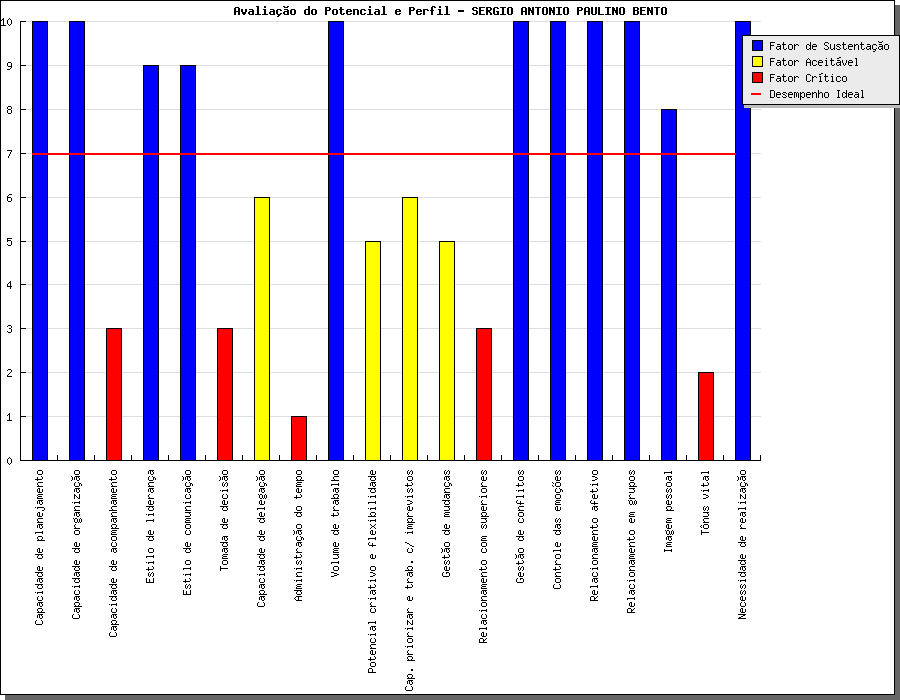 Avaliação do Potencial e Perfil - SERGIO ANTONIO PAULINO BENTO
Fator de Sustentação
Fator Aceitável
Fator Crítico
Desempenho Ideal
10
9
8
7
6
5
4
3
2
1
0
Capacidade de planejamento
Capacidade de organização
Capacidade de acompanhamento
Estilo de liderança
Estilo de comunicação
Tomada de decisão
Capacidade de delegação
Administração do tempo
Volume de trabalho
Potencial criativo e flexibilidade
Cap. priorizar e trab. c/ imprevistos
Gestão de mudanças
Relacionamento com superiores
Gestão de conflitos
Controle das emoções
Relacionamento afetivo
Relacionamento em grupos
Imagem pessoal
Tônus vital
Necessidade de realização